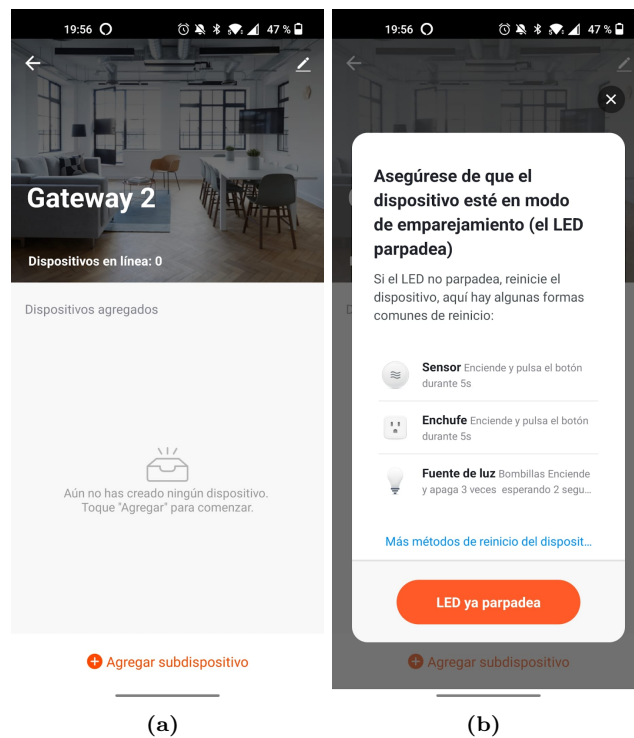 19:56
47 %
Gateway 2
Dispositivos en línea: 0
Dispositivos agregados
Aún no has creado ningún dispositivo.
Toque "Agregar" para comenzar.
Agregar subdispositivo
(a)
19:56
47 %
Asegúrese de que el
dispositivo esté en modo
de emparejamiento (el LED
parpadea)
Si el LED no parpadea, reinicie el
dispositivo, aquí hay algunas formas
comunes de reinicio:
Sensor Enciende y pulsa el botón
durante 5s
Enchufe Enciende y pulsa el botón
durante 5s
Fuente de luz Bombillas Enciende
y apaga 3 veces esperando 2 segu...
Más métodos de reinicio del disposit...
LED ya parpadea
Agregar subdispositivo
(b)